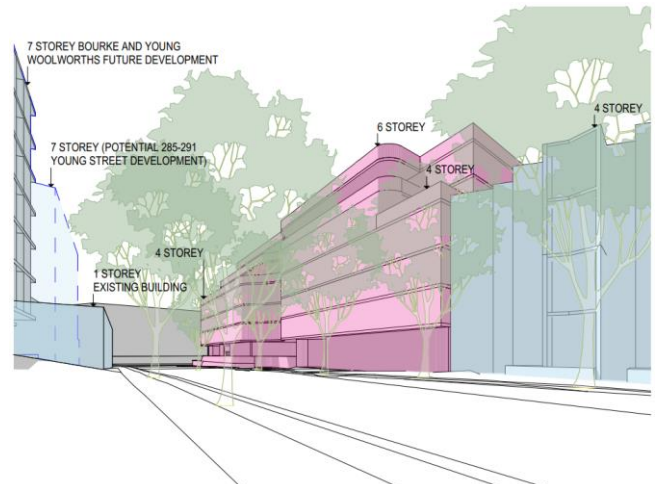 7 STOREY BOURKE AND YOUNG
WOOLWORTHS FUTURE DEVELOPMENT
6 STOREY
4 STOREY
7 STOREY (POTENTIAL 285-291
YOUNG STREET DEVELOPMENT)
4 STOREY
4 STOREY
1 STOREY
EXISTING BUILDING